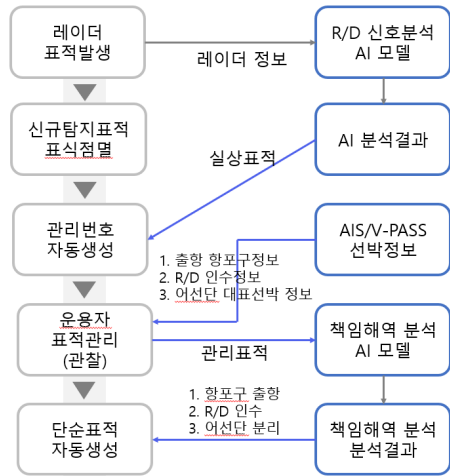 레이더
표적발생
레이더 정보
R/D 신호분석
AI 모델
신규탐지표적
표식점멸
실상표적
AI 분석결과
관리번호
자동생성
AIS/V-PASS
선박정보
1. 출항 항포구정보
2. R/D 인수정보
3. 어선단 대표선박 정보
운용자
표적관리
(관찰)
관리표적
책임해역 분석
AI 모델
1. 항포구 출항
2. R/D 인수
3. 어선단 분리
단순표적
자동생성
책임해역
분석결과